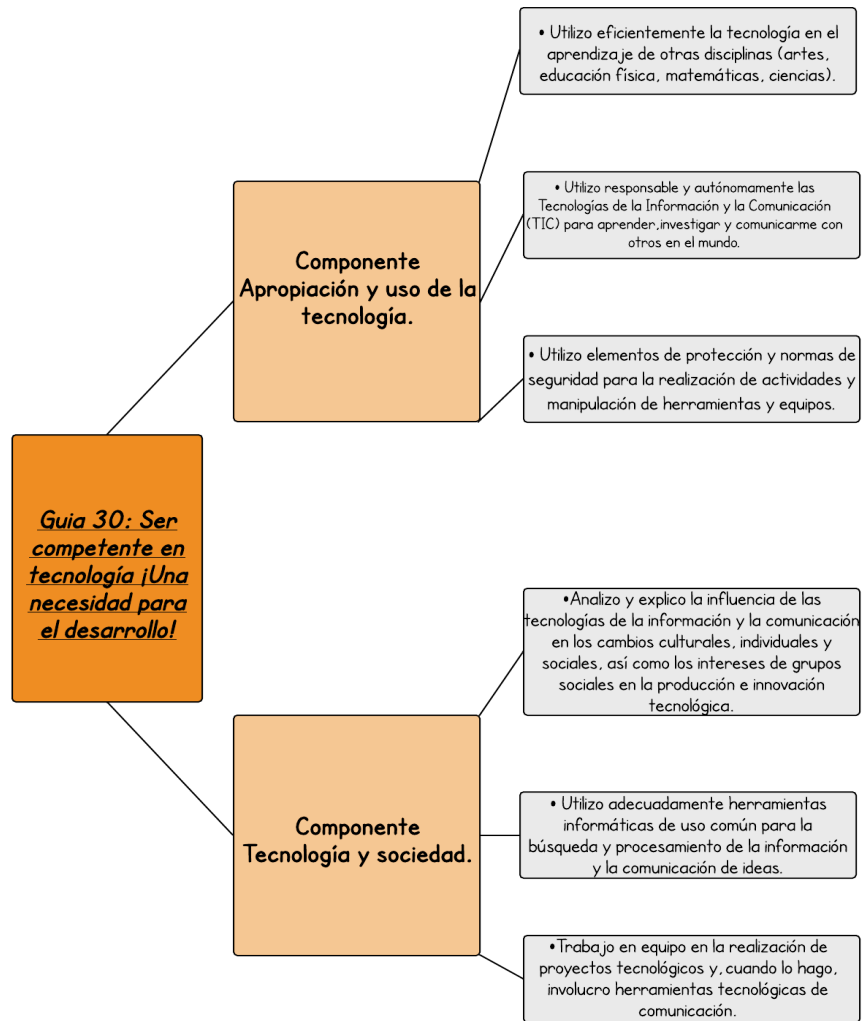 • Utilizo eficientemente la tecnología en el
aprendizaje de otras disciplinas (artes,
educación física, matemáticas, ciencias).
Componente
Apropiación y uso de la
tecnología.
• Utilizo responsable y autónomamente las
Tecnologías de la Información y la Comunicación
(TIC) para aprender,investigar y comunicarme con
otros en el mundo.
• Utilizo elementos de protección y normas de
seguridad para la realización de actividades y
manipulación de herramientas y equipos.
Guia 30: Ser
competente en
tecnología ¡Una
necesidad para
el desarrollo!
•Analizo y explico la influencia de las
tecnologías de la información y la comunicación
en los cambios culturales, individuales y
sociales, así como los intereses de grupos
sociales en la producción e innovación
tecnológica.
Componente
Tecnología y sociedad.
• Utilizo adecuadamente herramientas
informáticas de uso común para la
búsqueda y procesamiento de la información
y la comunicación de ideas.
•Trabajo en equipo en la realización de
proyectos tecnológicos y, cuando lo hago,
involucro herramientas tecnológicas de
comunicación.